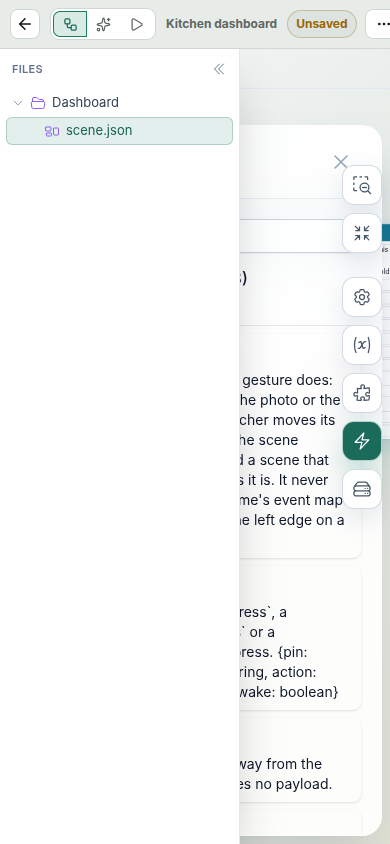 Kitchen dashboard
Unsaved
FILES
Dashboard
scene.json
(x)
gesture does:
he photo or the
cher moves its
he scene
d a scene that
s it is. It never
me's event map
e left edge on a
ress`, a
` or a
press. {pin:
ring, action:
wake: boolean}
way from the
es no payload.